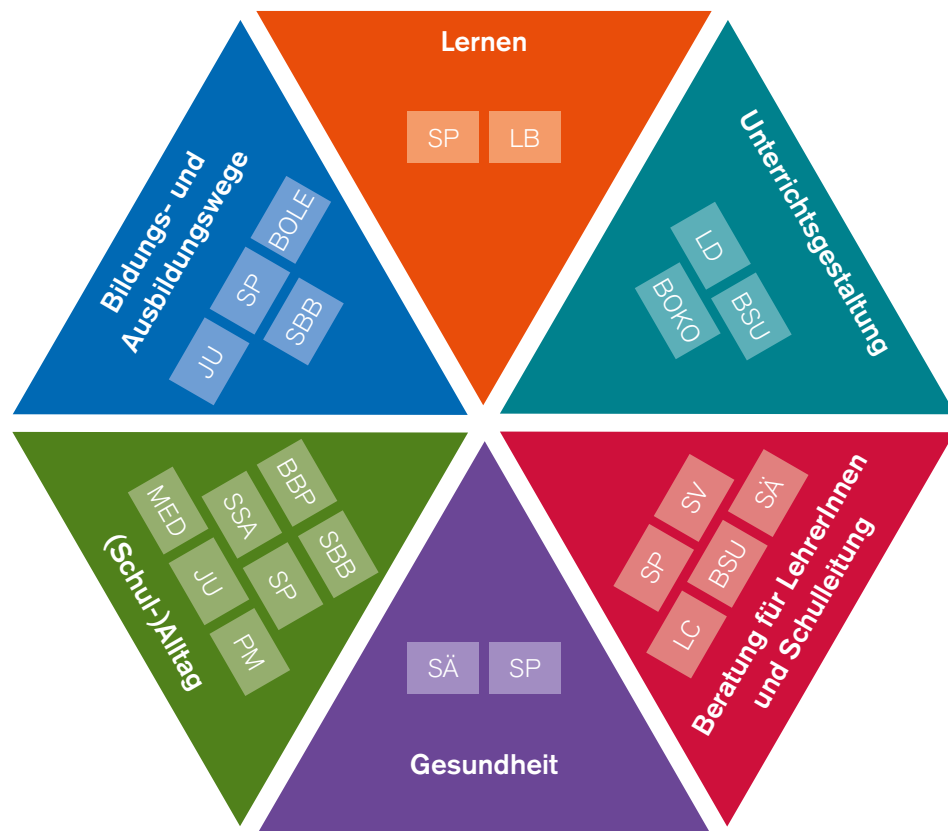 Lernen
SP LB
Unterrichtsgestaltung
LD
BOKO BSU
Beratung für LehrerInnen
und Schulleitung
SV SÄ
SP BSU
LC
Gesundheit
SÄ SP
(Schul-)Alltag
MED SSA BBP
JU SP SBB
PM
Bildungs- und
Ausbildungswege
BOLE
SP SBB
JU